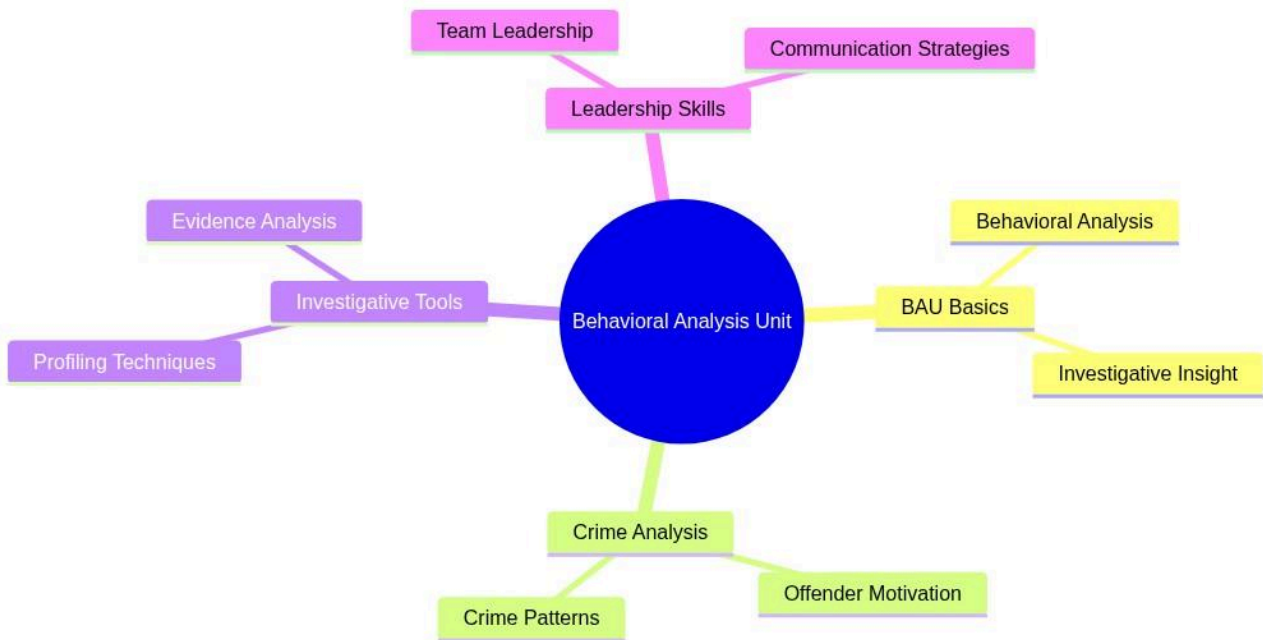 Team Leadership
Communication Strategies
Leadership Skills
Evidence Analysis
Behavioral Analysis
Investigative Tools
BAU Basics
Behavioral Analysis Unit
Profiling Techniques
Investigative Insight
Crime Analysis
Offender Motivation
Crime Patterns